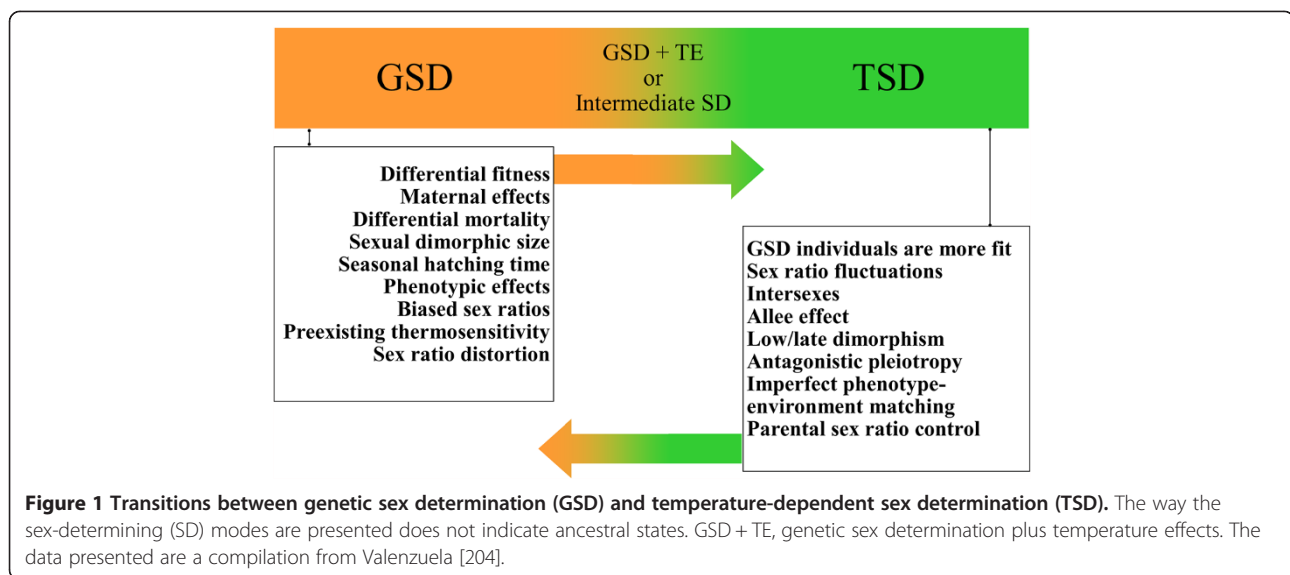 GSD
GSD + TE
or
Intermediate SD
TSD
Differential fitness
Maternal effects
Differential mortality
Sexual dimorphic size
Seasonal hatching time
Phenotypic effects
Biased sex ratios
Preexisting thermosensitivity
Sex ratio distortion
GSD individuals are more fit
Sex ratio fluctuations
Intersexes
Allee effect
Low/late dimorphism
Antagonistic pleiotropy
Imperfect phenotype-
environment matching
Parental sex ratio control
Figure 1 Transitions between genetic sex determination (GSD) and temperature-dependent sex determination (TSD). The way the
sex-determining (SD) modes are presented does not indicate ancestral states. GSD + TE, genetic sex determination plus temperature effects. The
data presented are a compilation from Valenzuela [204].